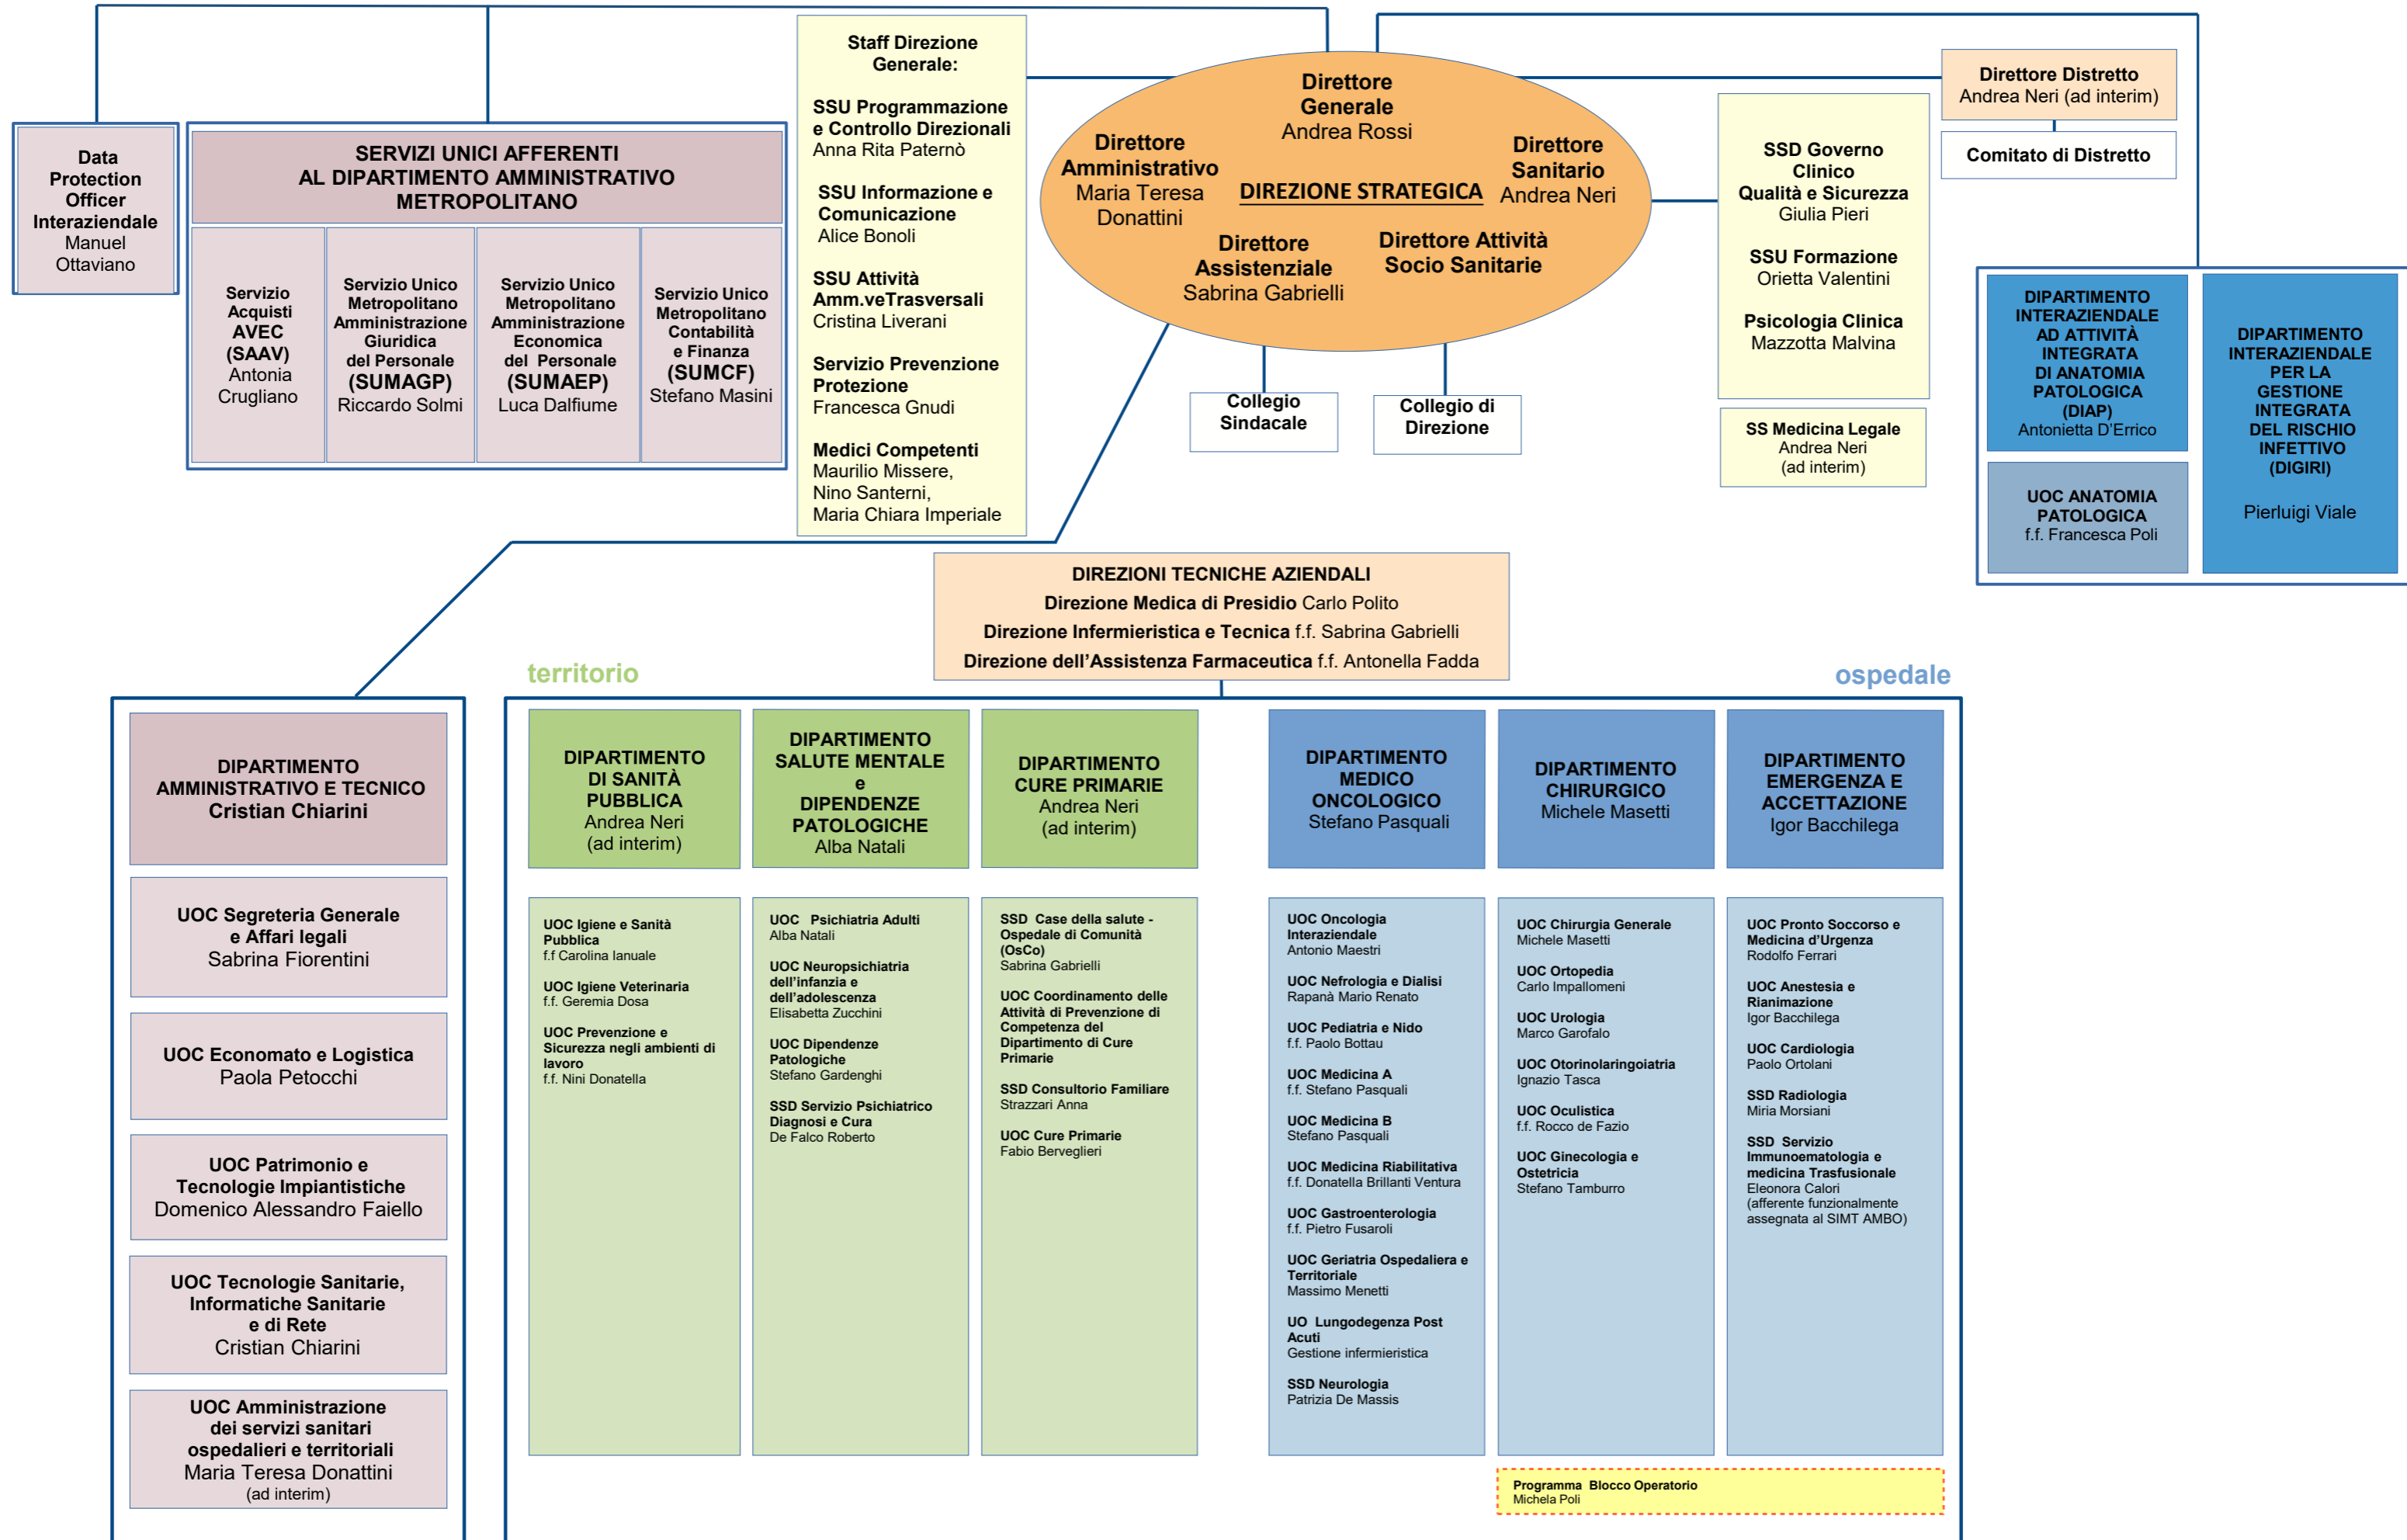 Data
Protection
Officer
Interaziendale
Manuel
Ottaviano
SERVIZI UNICI AFFERENTI
AL DIPARTIMENTO AMMINISTRATIVO
METROPOLITANO
Servizio
Acquisti
AVEC
(SAAV)
Antonia
Crugliano
Servizio Unico
Metropolitano
Amministrazione
Giuridica
del Personale
(SUMAGP)
Riccardo Solmi
Servizio Unico
Metropolitano
Amministrazione
Economica
del Personale
(SUMAEP)
Luca Dalfiume
Servizio Unico
Metropolitano
Contabilità
e Finanza
(SUMCF)
Stefano Masini
Staff Direzione
Generale:
SSU Programmazione
e Controllo Direzionali
Anna Rita Paternò
SSU Informazione e
Comunicazione
Alice Bonoli
SSU Attività
Amm.veTrasversali
Cristina Liverani
Servizio Prevenzione
Protezione
Francesca Gnudi
Medici Competenti
Maurilio Missere,
Nino Santerni,
Maria Chiara Imperiale
Direttore
Generale
Andrea Rossi
Direttore
Amministrativo
Maria Teresa
Donattini
DIREZIONE STRATEGICA
Direttore
Sanitario
Andrea Neri
Direttore
Assistenziale
Sabrina Gabrielli
Direttore Attività
Socio Sanitarie
Collegio
Sindacale
Collegio di
Direzione
SSD Governo
Clinico
Qualità e Sicurezza
Giulia Pieri
SSU Formazione
Orietta Valentini
Psicologia Clinica
Mazzotta Malvina
SS Medicina Legale
Andrea Neri
(ad interim)
Direttore Distretto
Andrea Neri (ad interim)
Comitato di Distretto
DIPARTIMENTO
INTERAZIENDALE
AD ATTIVITÀ
INTEGRATA
DI ANATOMIA
PATOLOGICA
(DIAP)
Antonietta D'Errico
UOC ANATOMIA
PATOLOGICA
f.f. Francesca Poli
DIPARTIMENTO
INTERAZIENDALE
PER LA
GESTIONE
INTEGRATA
DEL RISCHIO
INFETTIVO
(DIGIRI)
Pierluigi Viale
DIREZIONI TECNICHE AZIENDALI
Direzione Medica di Presidio Carlo Polito
Direzione Infermieristica e Tecnica f.f. Sabrina Gabrielli
Direzione dell'Assistenza Farmaceutica f.f. Antonella Fadda
territorio
ospedale
DIPARTIMENTO
AMMINISTRATIVO E TECNICO
Cristian Chiarini
UOC Segreteria Generale
e Affari legali
Sabrina Fiorentini
UOC Economato e Logistica
Paola Petocchi
UOC Patrimonio e
Tecnologie Impiantistiche
Domenico Alessandro Faiello
UOC Tecnologie Sanitarie,
Informatiche Sanitarie
e di Rete
Cristian Chiarini
UOC Amministrazione
dei servizi sanitari
ospedalieri e territoriali
Maria Teresa Donattini
(ad interim)
DIPARTIMENTO
DI SANITÀ
PUBBLICA
Andrea Neri
(ad interim)
UOC Igiene e Sanità
Pubblica
f.f Carolina Ianuale
UOC Igiene Veterinaria
f.f. Geremia Dosa
UOC Prevenzione e
Sicurezza negli ambienti di
lavoro
f.f. Nini Donatella
DIPARTIMENTO
SALUTE MENTALE
e
DIPENDENZE
PATOLOGICHE
Alba Natali
UOC Psichiatria Adulti
Alba Natali
UOC Neuropsichiatria
dell'infanzia e
dell'adolescenza
Elisabetta Zucchini
UOC Dipendenze
Patologiche
Stefano Gardenghi
SSD Servizio Psichiatrico
Diagnosi e Cura
De Falco Roberto
DIPARTIMENTO
CURE PRIMARIE
Andrea Neri
(ad interim)
SSD Case della salute -
Ospedale di Comunità
(OsCo)
Sabrina Gabrielli
UOC Coordinamento delle
Attività di Prevenzione di
Competenza del
Dipartimento di Cure
Primarie
SSD Consultorio Familiare
Strazzari Anna
UOC Cure Primarie
Fabio Berveglieri
DIPARTIMENTO
MEDICO
ONCOLOGICO
Stefano Pasquali
UOC Oncologia
Interaziendale
Antonio Maestri
UOC Nefrologia e Dialisi
Rapanà Mario Renato
UOC Pediatria e Nido
f.f. Paolo Bottau
UOC Medicina A
f.f. Stefano Pasquali
UOC Medicina B
Stefano Pasquali
UOC Medicina Riabilitativa
f.f. Donatella Brillanti Ventura
UOC Gastroenterologia
f.f. Pietro Fusaroli
UOC Geriatria Ospedaliera e
Territoriale
Massimo Menetti
UO Lungodegenza Post
Acuti
Gestione infermieristica
SSD Neurologia
Patrizia De Massis
DIPARTIMENTO
CHIRURGICO
Michele Masetti
UOC Chirurgia Generale
Michele Masetti
UOC Ortopedia
Carlo Impallomeni
UOC Urologia
Marco Garofalo
UOC Otorinolaringoiatria
Ignazio Tasca
UOC Oculistica
f.f. Rocco de Fazio
UOC Ginecologia e
Ostetricia
Stefano Tamburro
DIPARTIMENTO
EMERGENZA E
ACCETTAZIONE
Igor Bacchilega
UOC Pronto Soccorso e
Medicina d'Urgenza
Rodolfo Ferrari
UOC Anestesia e
Rianimazione
Igor Bacchilega
UOC Cardiologia
Paolo Ortolani
SSD Radiologia
Miria Morsiani
SSD Servizio
Immunoematologia e
medicina Trasfusionale
Eleonora Calori
(afferente funzionalmente
assegnata al SIMT AMBO)
Programma Blocco Operatorio
Michela Poli